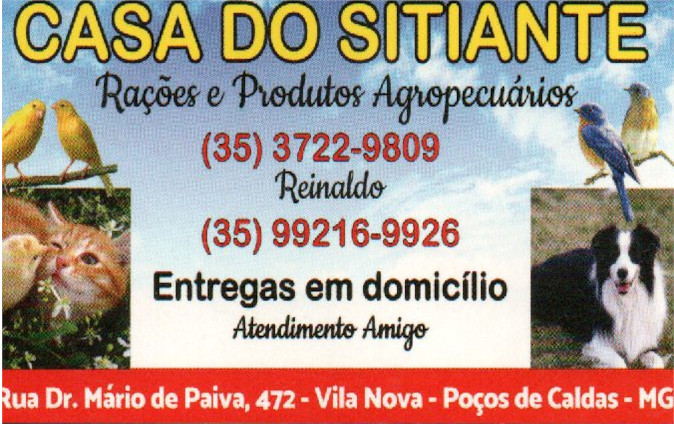 CASA DO SITIANTE
Rações e Produtos Agropecuários
(35) 3722-9809
Reinaldo
(35) 99216-9926
Entregas em domicílio
Atendimento Amigo
Rua Dr. Mário de Paiva, 472 - Vila Nova - Poços de Caldas - MG